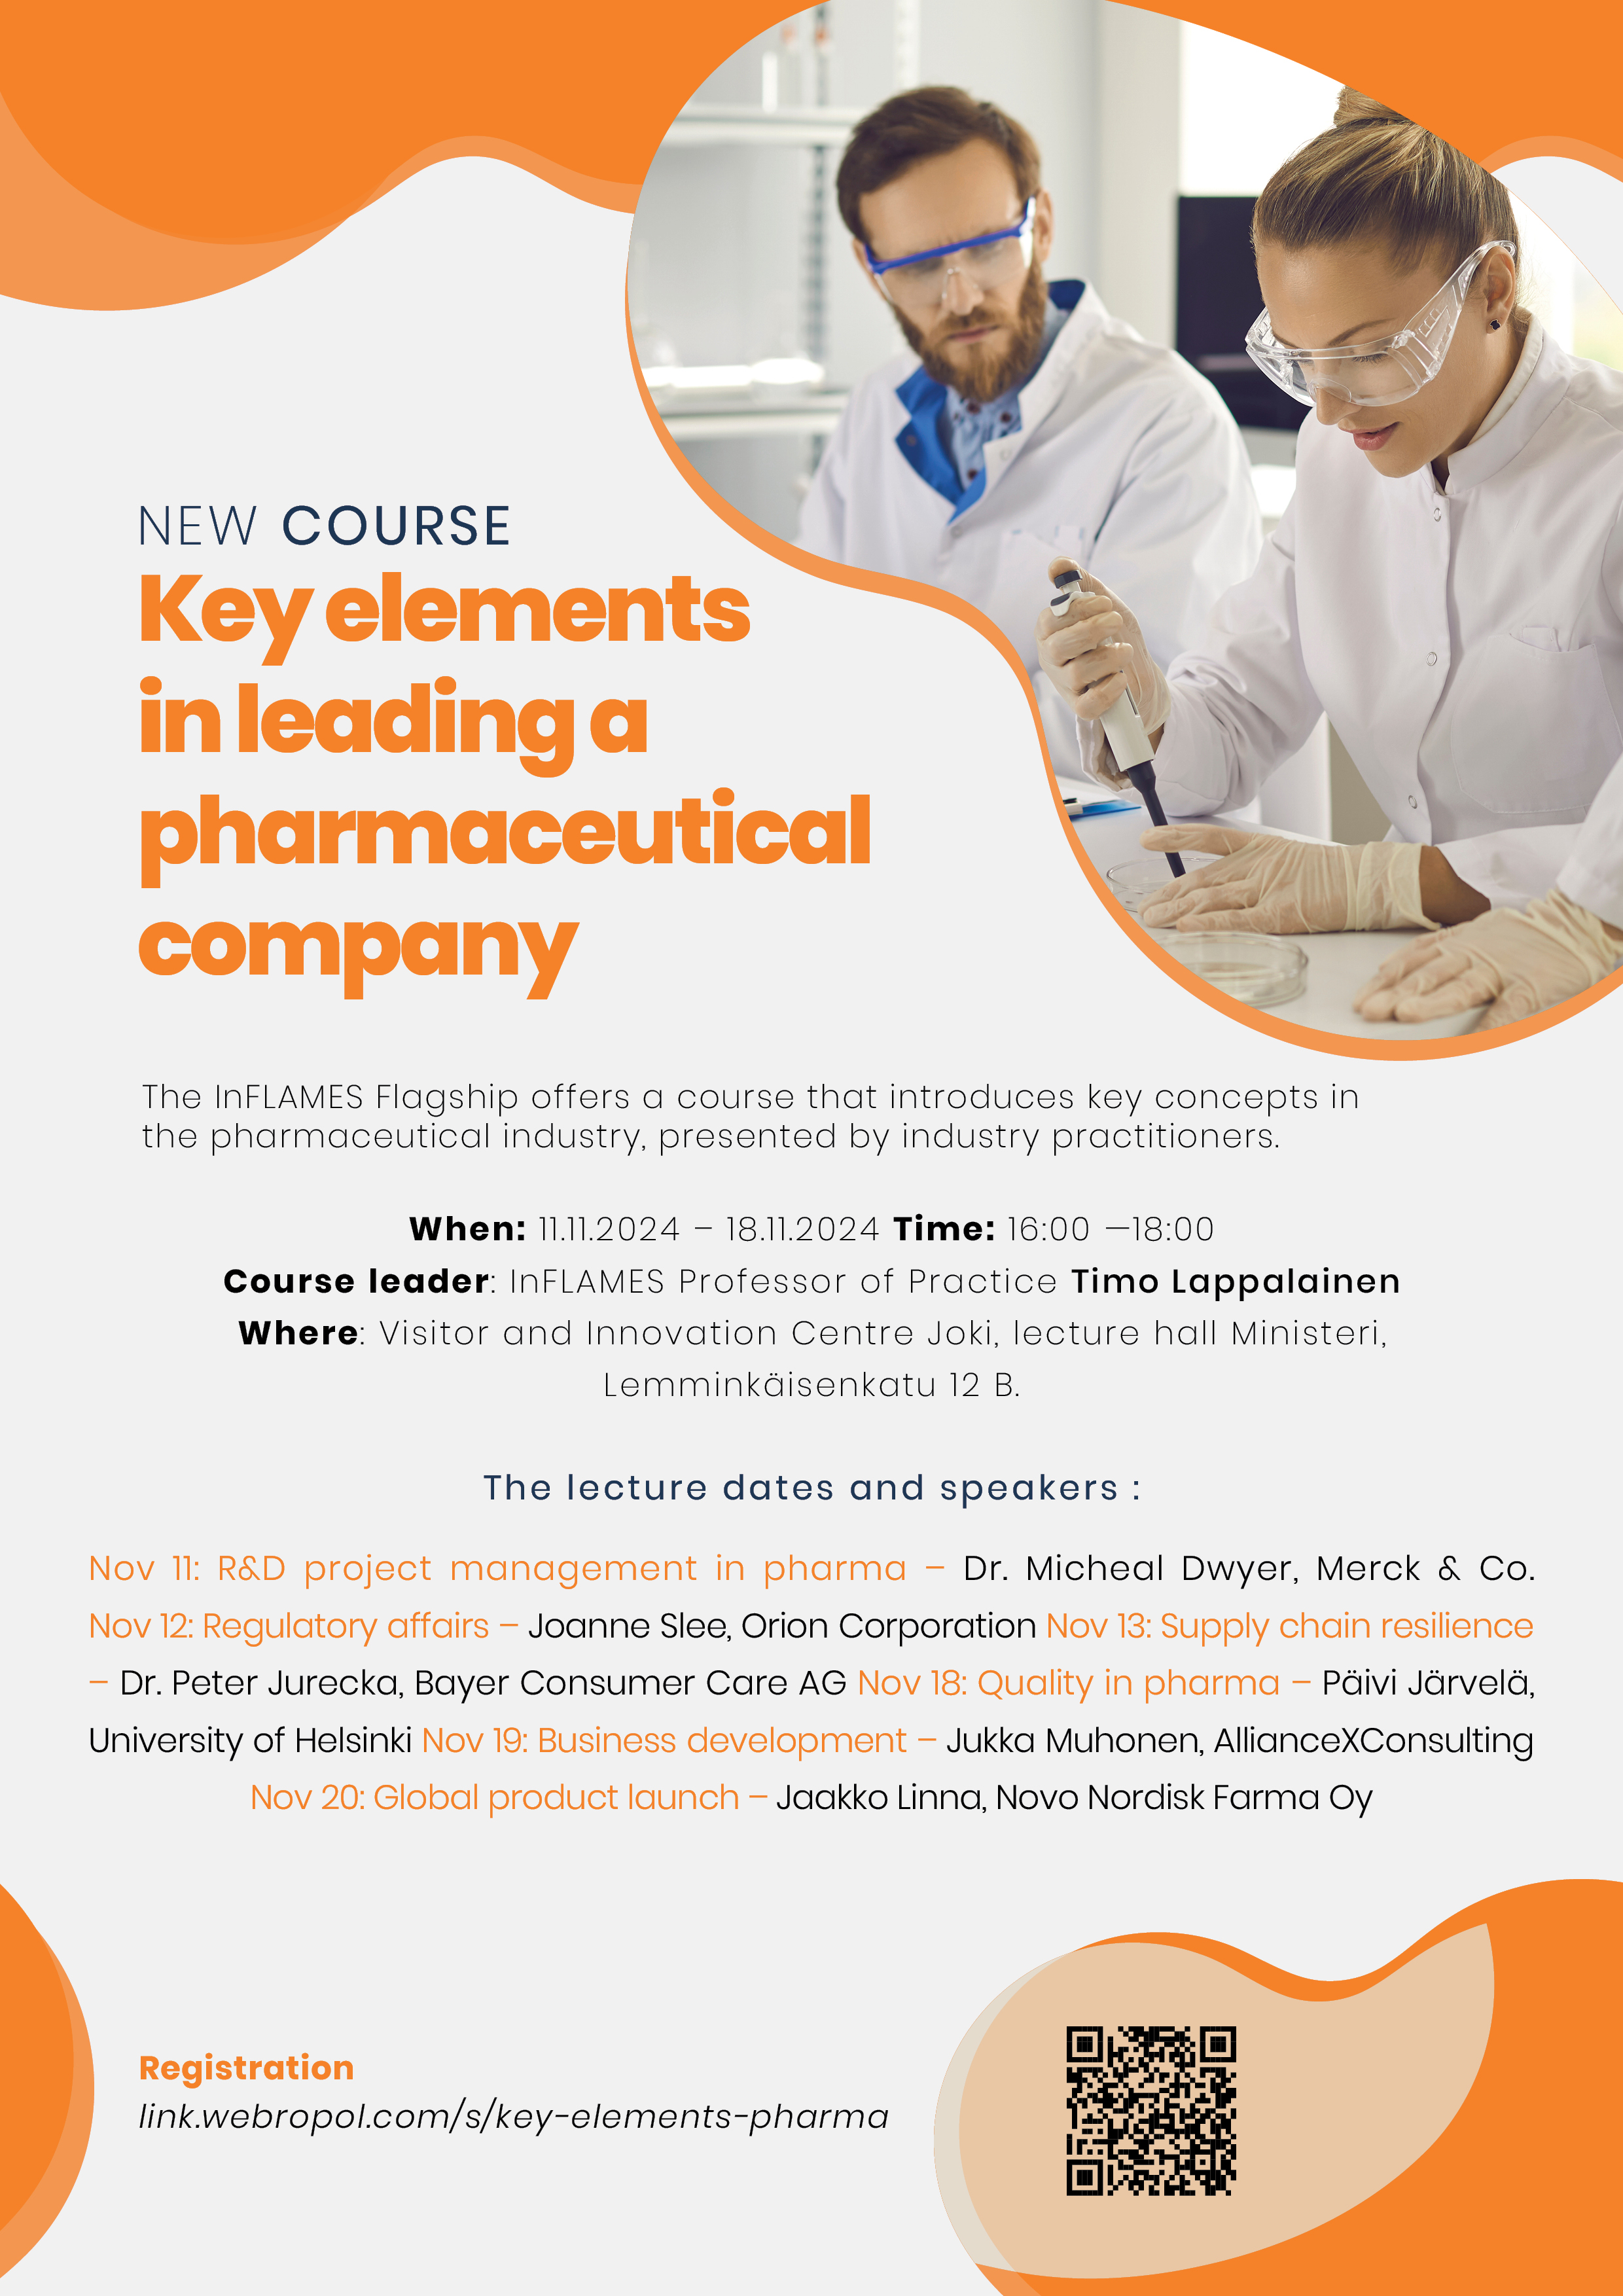 NEW COURSE
Key elements
in leading a
pharmaceutical
company
The InFLAMES Flagship offers a course that introduces key concepts in
the pharmaceutical industry, presented by industry practitioners.
When: 11.11.2024 – 18.11.2024 Time: 16:00 —18:00
Course leader: InFLAMES Professor of Practice Timo Lappalainen
Where: Visitor and Innovation Centre Joki, lecture hall Ministeri,
Lemminkäisenkatu 12 B.
The lecture dates and speakers :
Nov 11: R&D project management in pharma – Dr. Micheal Dwyer, Merck & Co.
Nov 12: Regulatory affairs – Joanne Slee, Orion Corporation Nov 13: Supply chain resilience
– Dr. Peter Jurecka, Bayer Consumer Care AG Nov 18: Quality in pharma – Päivi Järvelä,
University of Helsinki Nov 19: Business development – Jukka Muhonen, AllianceXConsulting
Nov 20: Global product launch – Jaakko Linna, Novo Nordisk Farma Oy
Registration
link.webropol.com/s/key-elements-pharma